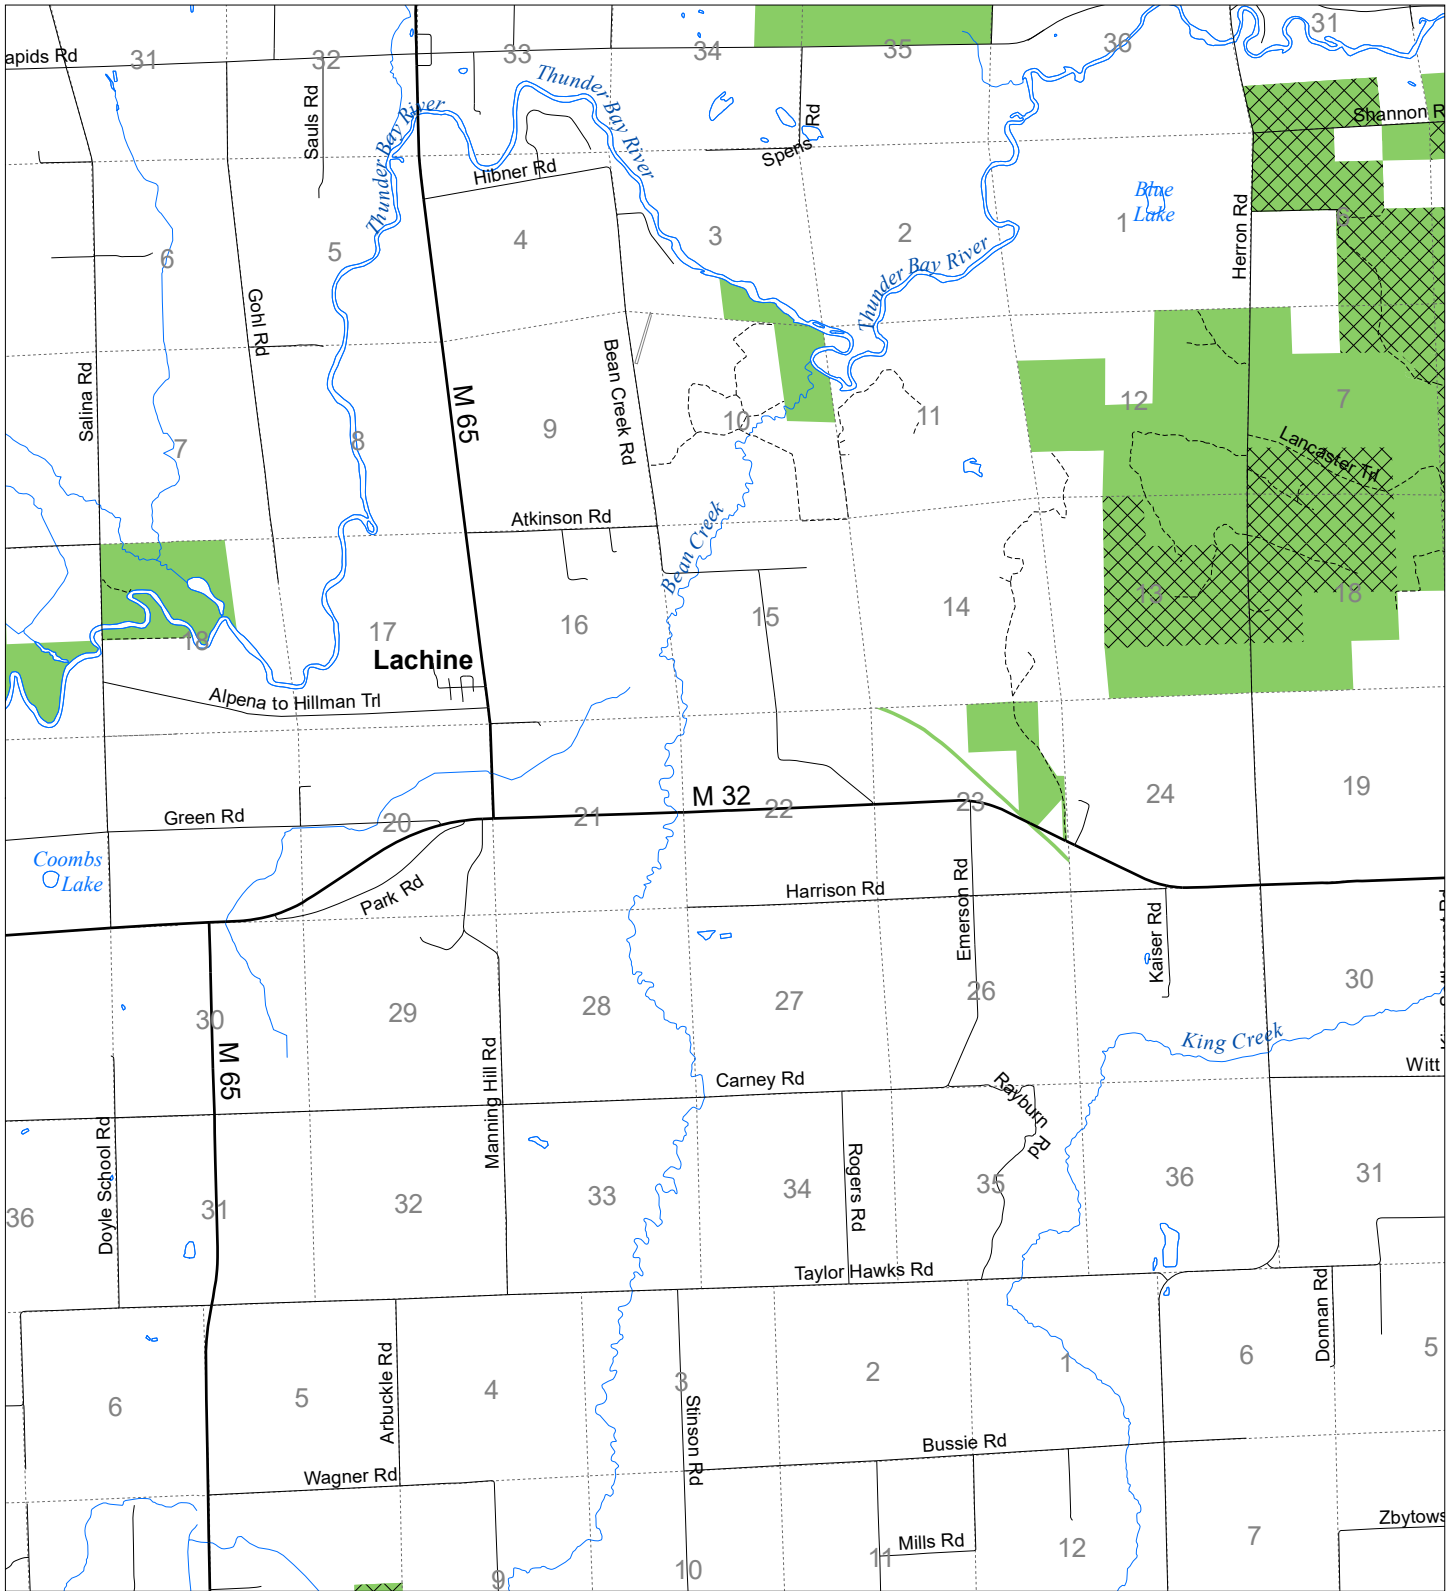 apids Rd
31
32
33
34
35
36
31
Sauls Rd
Thunder Bay River
Thunder Bay River
Thunder Bay River
Hibner Rd
Spens Rd
Shannon R
Blue
Lake
Herron Rd
6
5
4
3
2
1
6
Thunder Bay River
Gohl Rd
Salina Rd
M 65
Bean Creek Rd
7
8
9
10
11
12
7
Lancaster Trl
Atkinson Rd
Bean Creek
18
17
16
15
14
13
18
Lachine
Alpena to Hillman Trl
M 32
Green Rd
20
21
22
23
24
19
Coombs
Lake
Park Rd
Harrison Rd
Emerson Rd
Kaiser Rd
30
29
28
27
26
30
King Creek
M 65
Manning Hill Rd
Carney Rd
Rayburn Rd
Witt
Doyle School Rd
Rogers Rd
36
31
32
33
34
35
36
31
Taylor Hawks Rd
Donnan Rd
Arbuckle Rd
6
5
4
3
2
1
6
5
Stinson Rd
Bussie Rd
Wagner Rd
Zbytows
Mills Rd
9
10
11
12
7